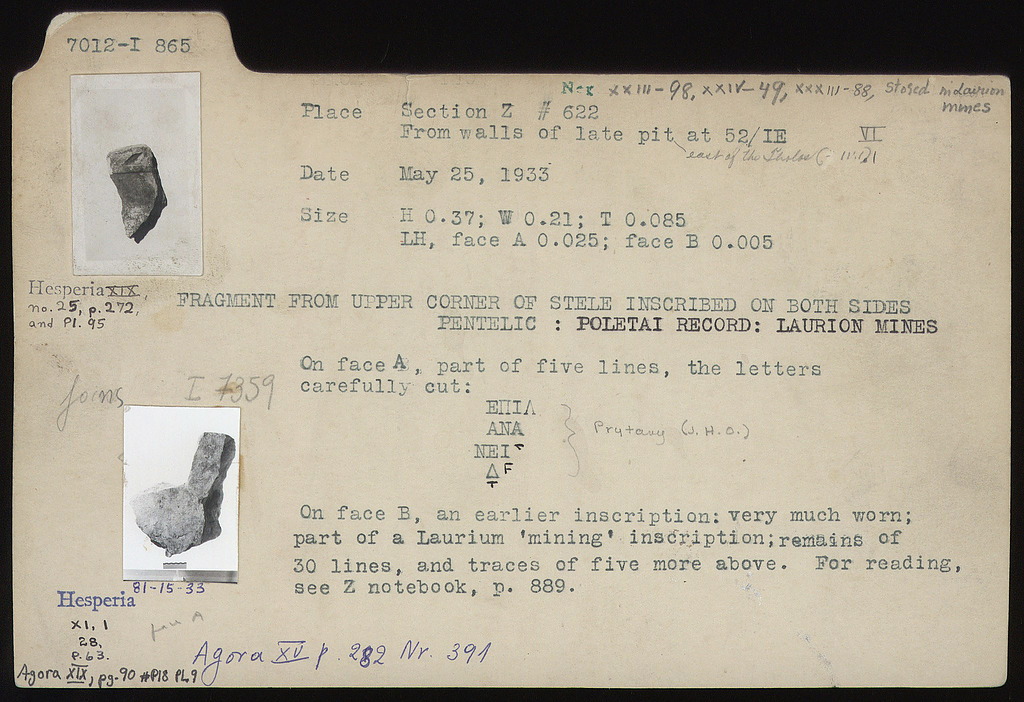 7012-I 865
Neg XXIII-98, XXIV-49, XXXIII-88, stored in Laurion
mines
Place Section Z # 622
From walls of late pit at 52/IE VI
east of the Tholos
Date May 25, 1933
Size H 0.37; W 0.21; T 0.085
LH, face A 0.025; face B 0.005
Hesperia XIX,
no. 25, p. 272,
and Pl. 95
FRAGMENT FROM UPPER CORNER OF STELE INSCRIBED ON BOTH SIDES
PENTELIC : POLETAI RECORD: LAURION MINES
On face A, part of five lines, the letters
carefully cut:
joins I 7359
ΕΠΙΛ
ΑΝΑ
Prytany (J.H.O.)
ΝΕΙ
Δ F
On face B, an earlier inscription: very much worn;
part of a Laurium 'mining' inscription; remains of
30 lines, and traces of five more above. For reading,
see Z notebook, p. 889.
81-15-33
Hesperia
XI, 1
28,
P. 63.
face A
Agora XV p. 282 Nr. 391
Agora XIX, pg. 90 #P18 PL9